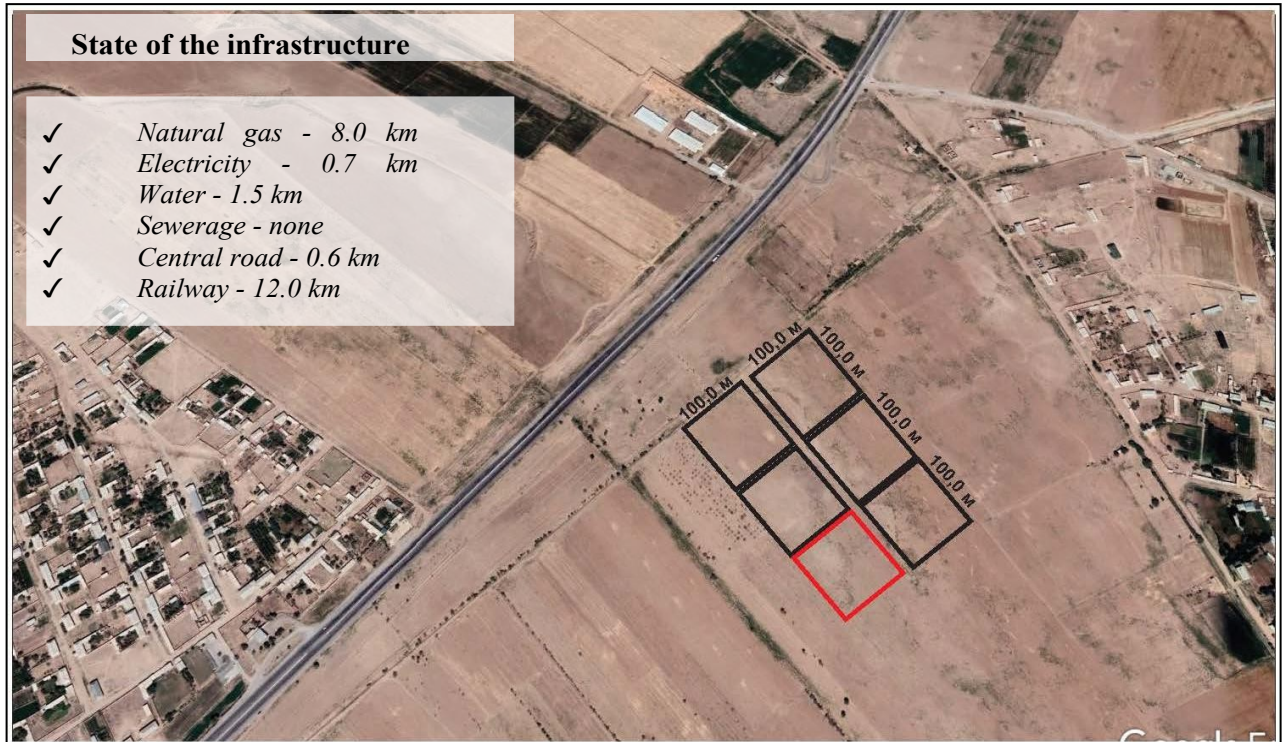 State of the infrastructure
✓ Natural gas - 8.0 km
✓ Electricity - 0.7 km
✓ Water - 1.5 km
✓ Sewerage - none
✓ Central road - 0.6 km
✓ Railway - 12.0 km
100,0 м
100,0 м
100,0 м
100,0 м
100,0 м